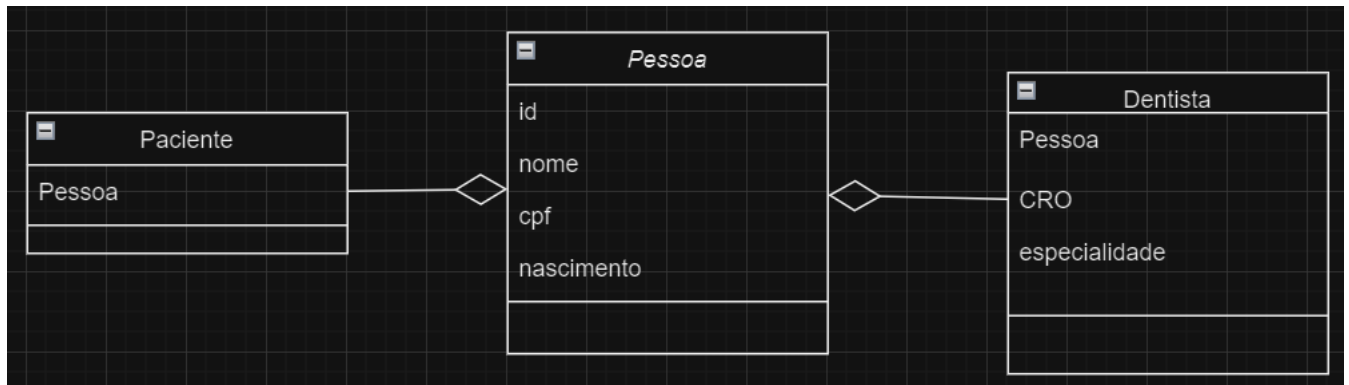 Paciente
Pessoa
Pessoa
id
nome
cpf
nascimento
Dentista
Pessoa
CRO
especialidade